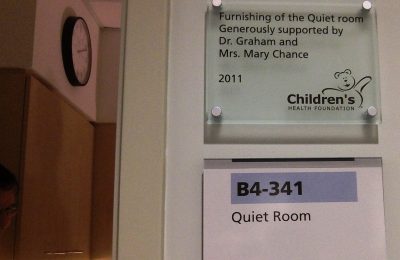 Furnishing of the Quiet room
Generously supported by
Dr. Graham and
Mrs. Mary Chance
2011
Children's
HEALTH FOUNDATION
B4-341
Quiet Room